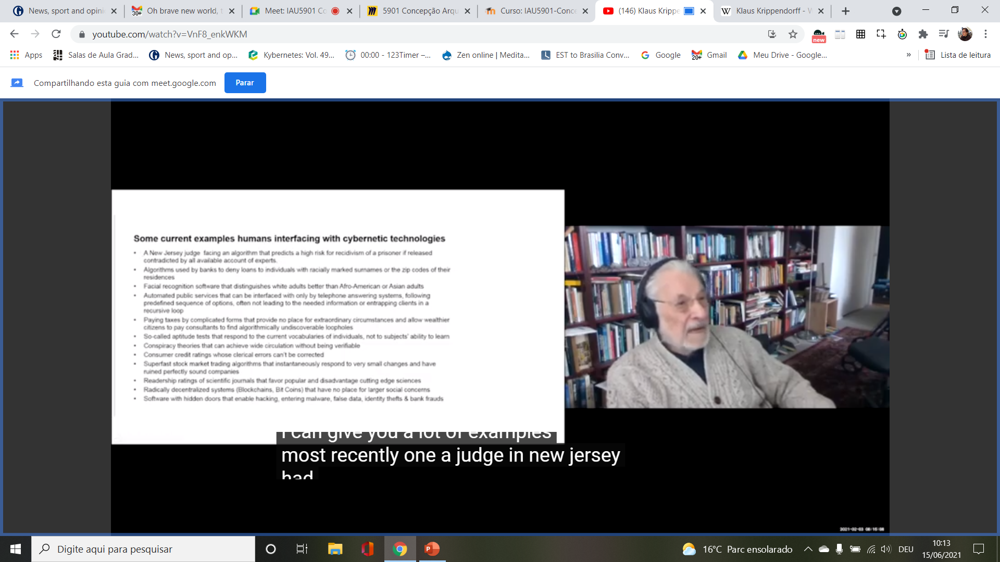 News, sport and opini
Oh brave new world, t
Meet: IAU5901 Co
5901 Concepção Arqu
Curso: IAU5901-Conce
(146) Klaus Krippe
Klaus Krippendorff - W
youtube.com/watch?v=VnF8_enkWKM
new
Apps
Salas de Aula Grad...
News, sport and op...
Kybernetes: Vol. 49...
00:00 - 123Timer –...
Zen online | Medita...
EST to Brasilia Conv...
Google
Gmail
Meu Drive - Google...
»
Lista de leitura
Compartilhando esta guia com meet.google.com
Parar
Some current examples humans interfacing with cybernetic technologies
• A New Jersey judge facing an algorithm that predicts a high risk for recidivism of a prisoner if released
contradicted by all available account of experts.
• Algorithms used by banks to deny loans to individuals with racially marked surnames or the zip codes of their
residences
• Facial recognition software that distinguishes white adults better than Afro-American or Asian adults
• Automated public services that can be interfaced with only by telephone answering systems, following
predefined sequence of options, often not leading to the needed information or entrapping clients in a
recursive loop
• Paying taxes by complicated forms that provide no place for extraordinary circumstances and allow wealthier
citizens to pay consultants to find algorithmically undiscoverable loopholes
• So-called aptitude tests that respond to the current vocabularies of individuals, not to subjects' ability to learn
• Conspiracy theories that can achieve wide circulation without being verifiable
• Consumer credit ratings whose clerical errors can't be corrected
• Superfast stock market trading algorithms that instantaneously respond to very small changes and have
ruined perfectly sound companies
• Readership ratings of scientific journals that favor popular and disadvantage cutting edge sciences
• Radically decentralized systems (Blockchains, Bit Coins) that have no place for larger social concerns
• Software with hidden doors that enable hacking, entering malware, false data, identity thefts & bank frauds
I can give you a lot of examples
most recently one a judge in new jersey
had
Digite aqui para pesquisar
16°C Parc ensolarado
DEU
10:13
15/06/2021